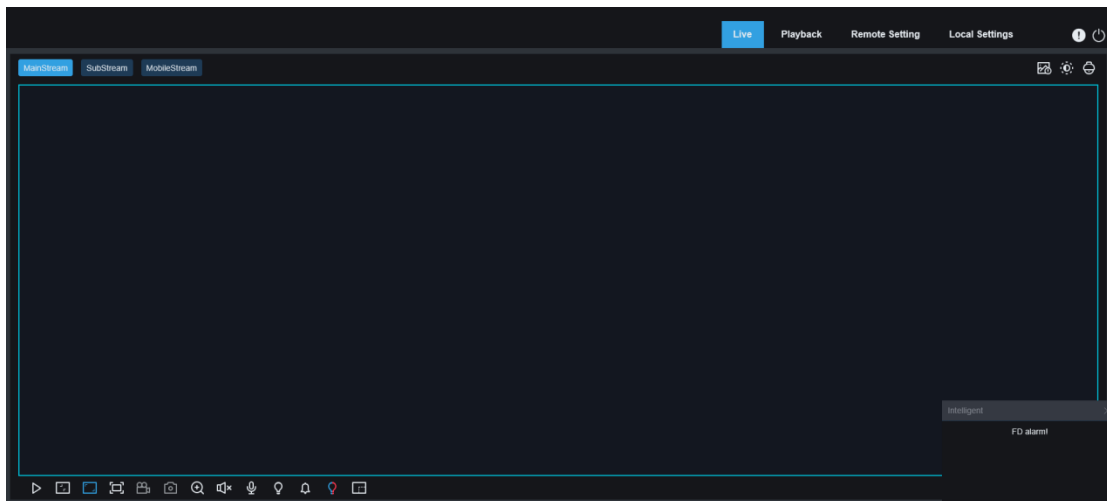 Live Playback Remote Setting Local Settings
MainStream SubStream MobileStream
Intelligent
FD alarm!